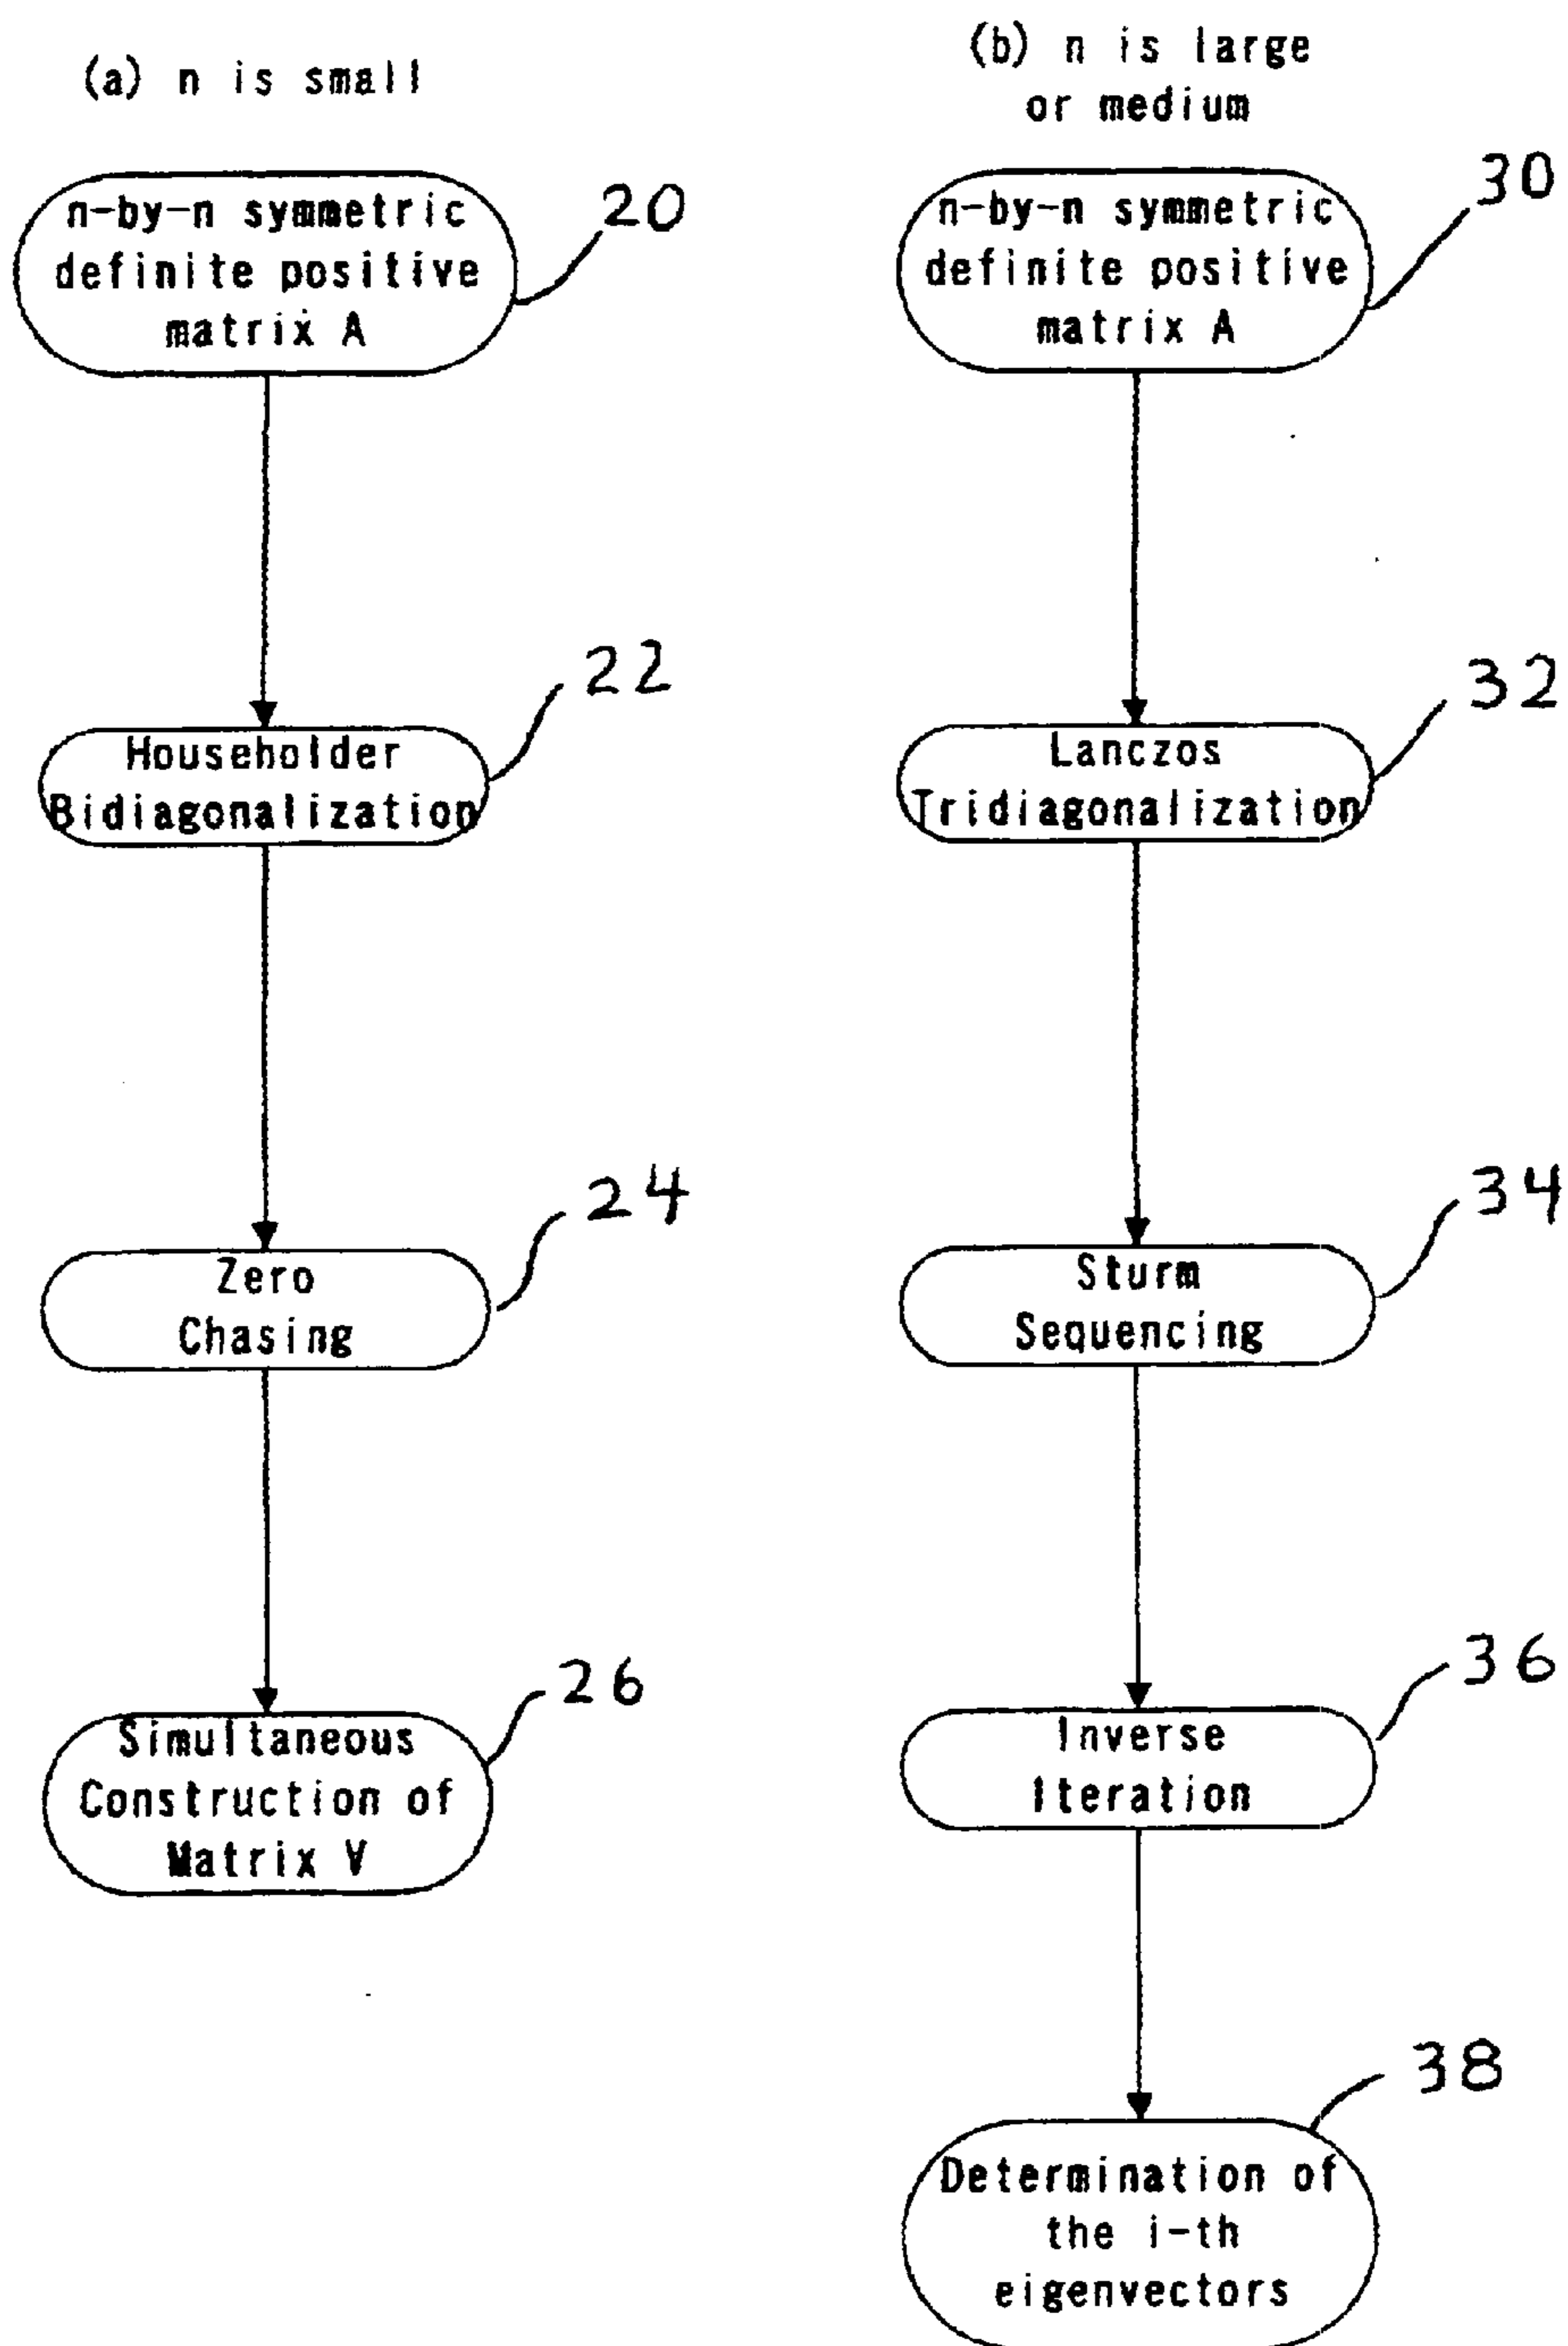 (a) n is small
n-by-n symmetric
definite positive
matrix A
20
Householder
Bidiagonalization
22
Zero
Chasing
24
Simultaneous
Construction of
Matrix V
26
(b) n is large
or medium
n-by-n symmetric
definite positive
matrix A
30
Lanczos
Tridiagonalization
32
Sturm
Sequencing
34
Inverse
Iteration
36
Determination of
the i-th
eigenvectors
38